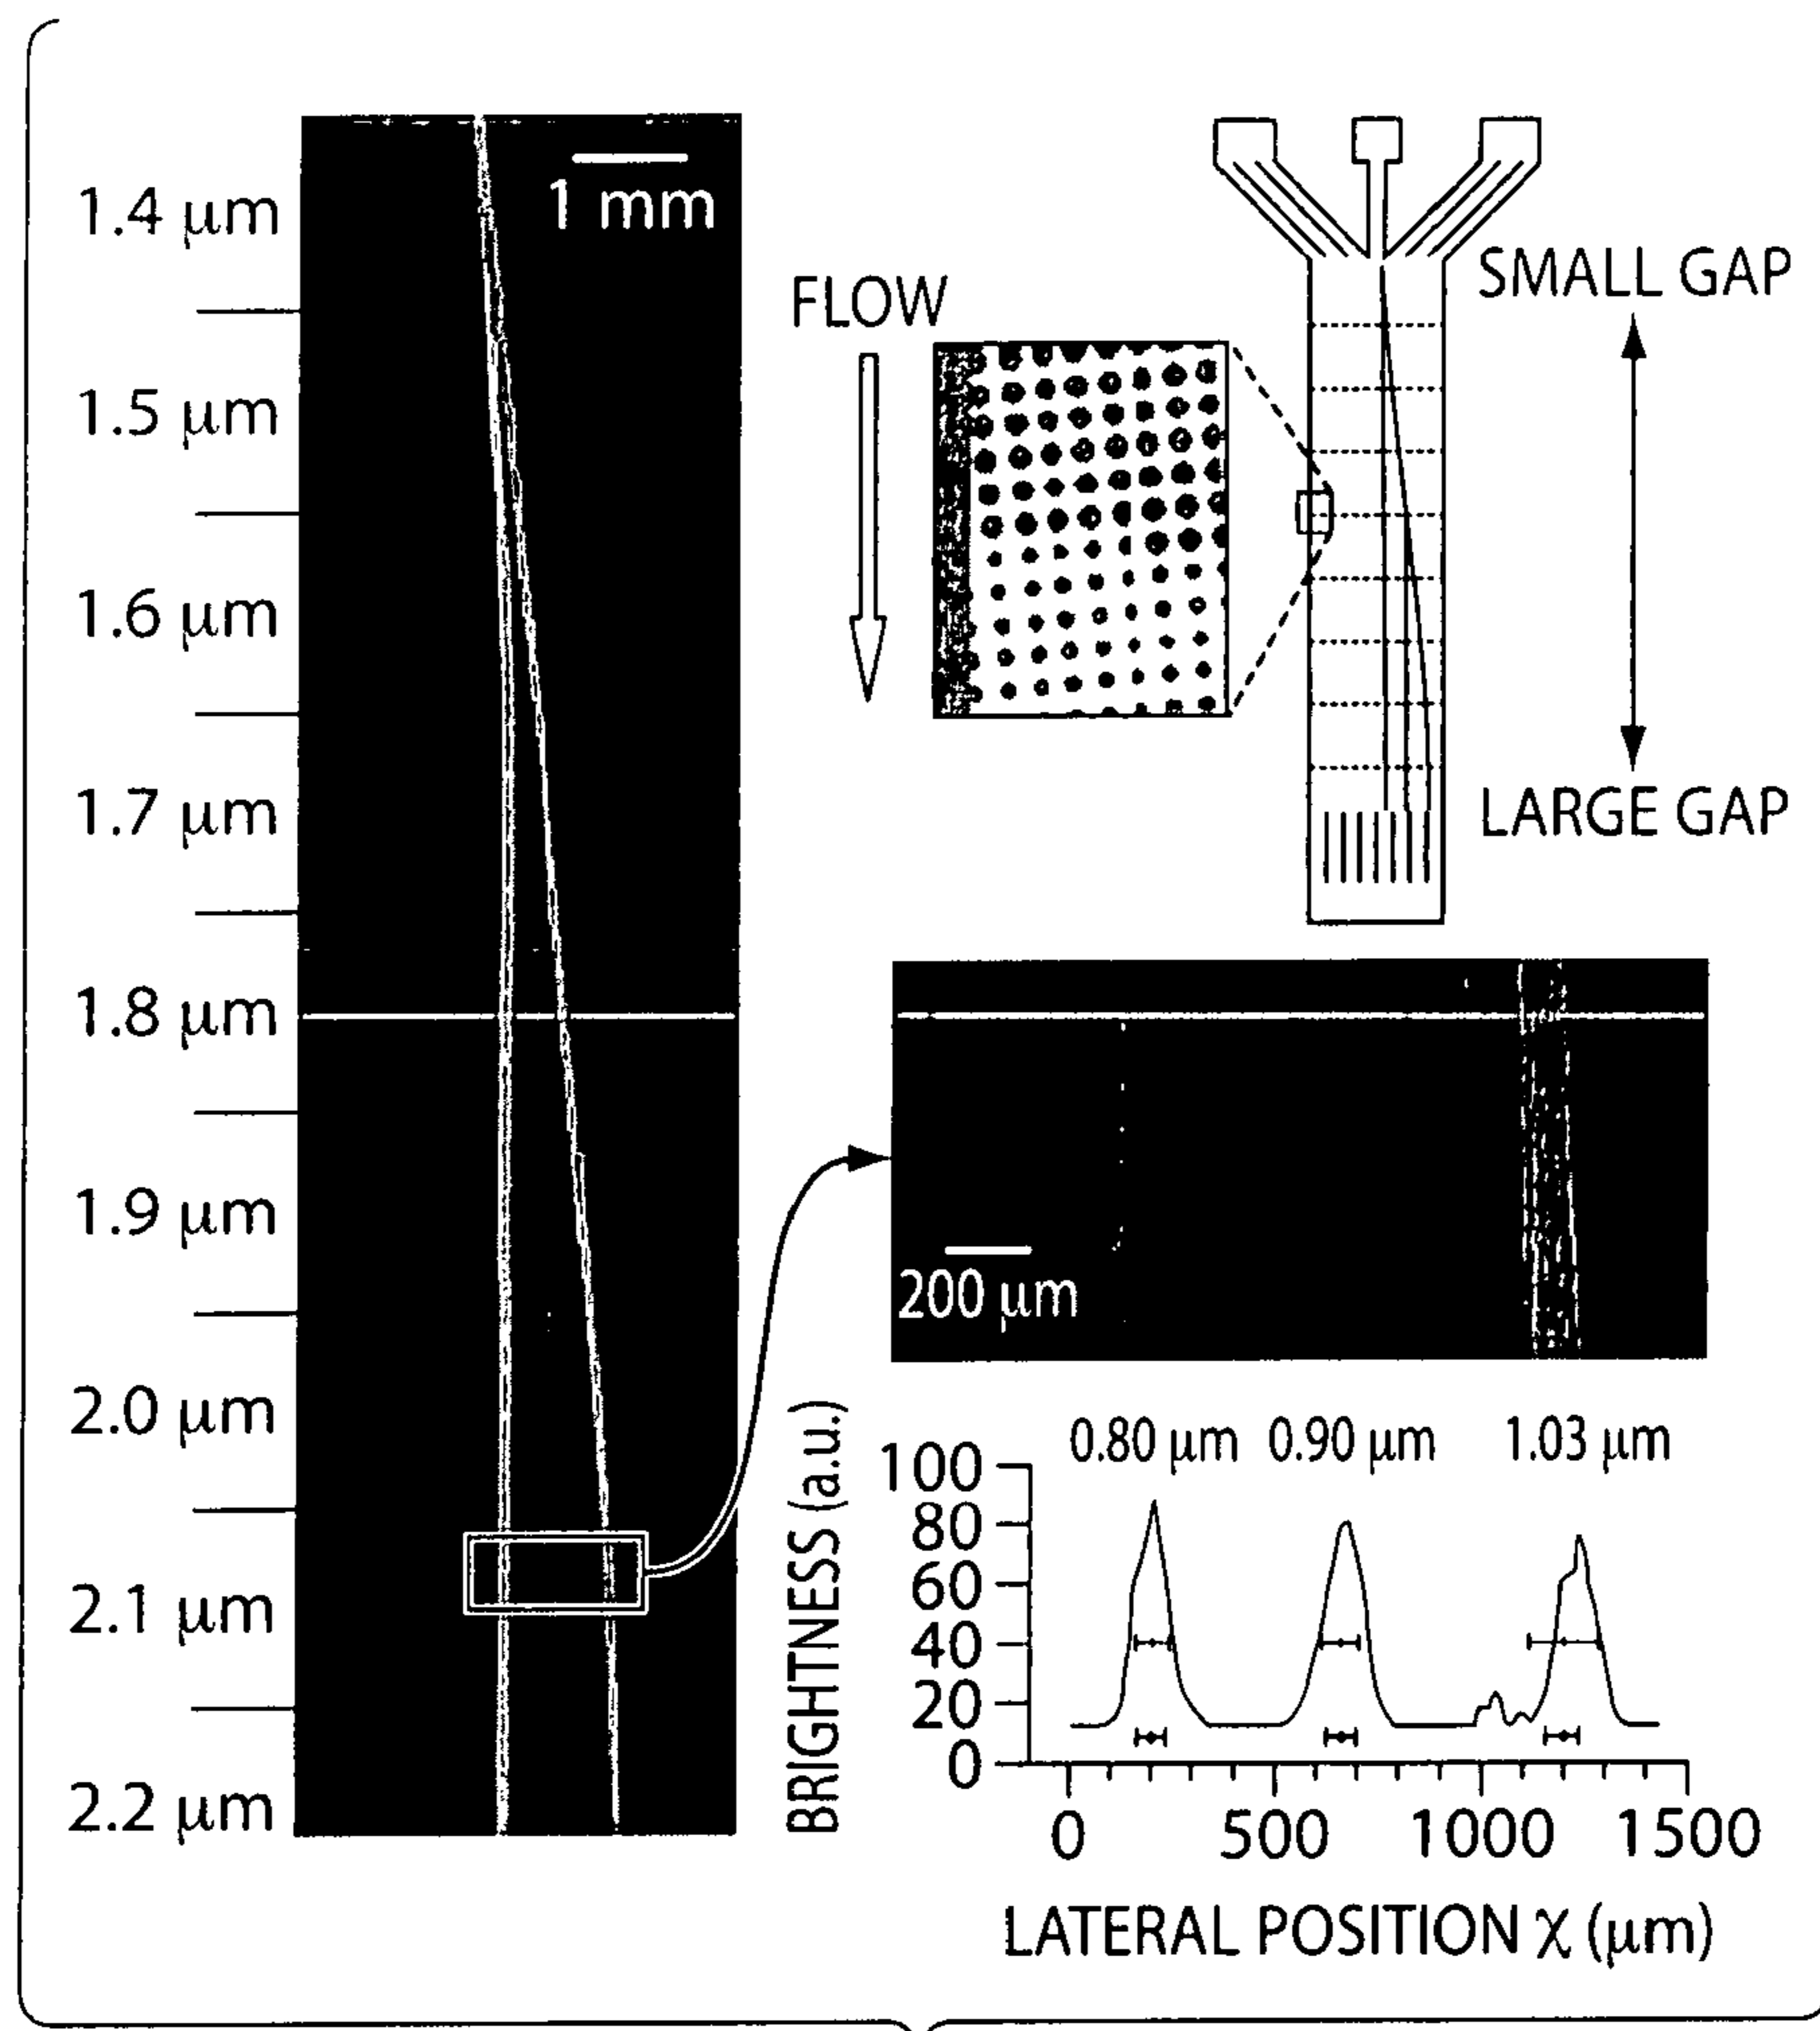 1.4 μm
1.5 μm
1.6 μm
1.7 μm
1.8 μm
1.9 μm
2.0 μm
2.1 μm
2.2 μm
1 mm
FLOW
SMALL GAP
LARGE GAP
200 μm
0.80 μm 0.90 μm 1.03 μm
BRIGHTNESS (a.u.)
100
80
60
40
20
0
0 500 1000 1500
LATERAL POSITION χ (μm)